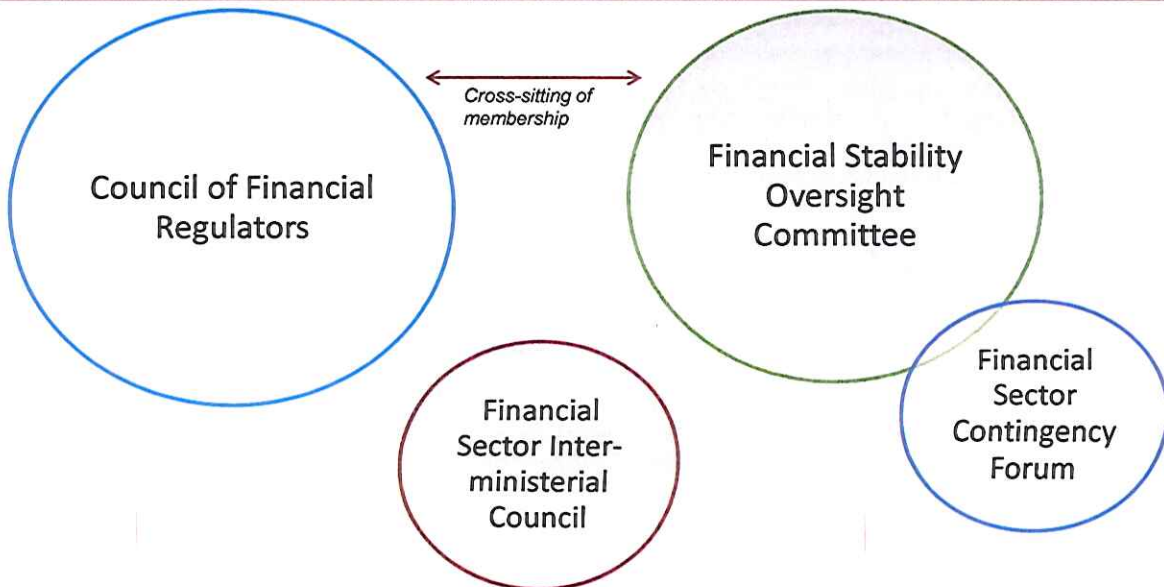 Cross-sitting of
membership
Council of Financial
Regulators
Financial Stability
Oversight
Committee
Financial
Sector Inter-
ministerial
Council
Financial
Sector
Contingency
Forum